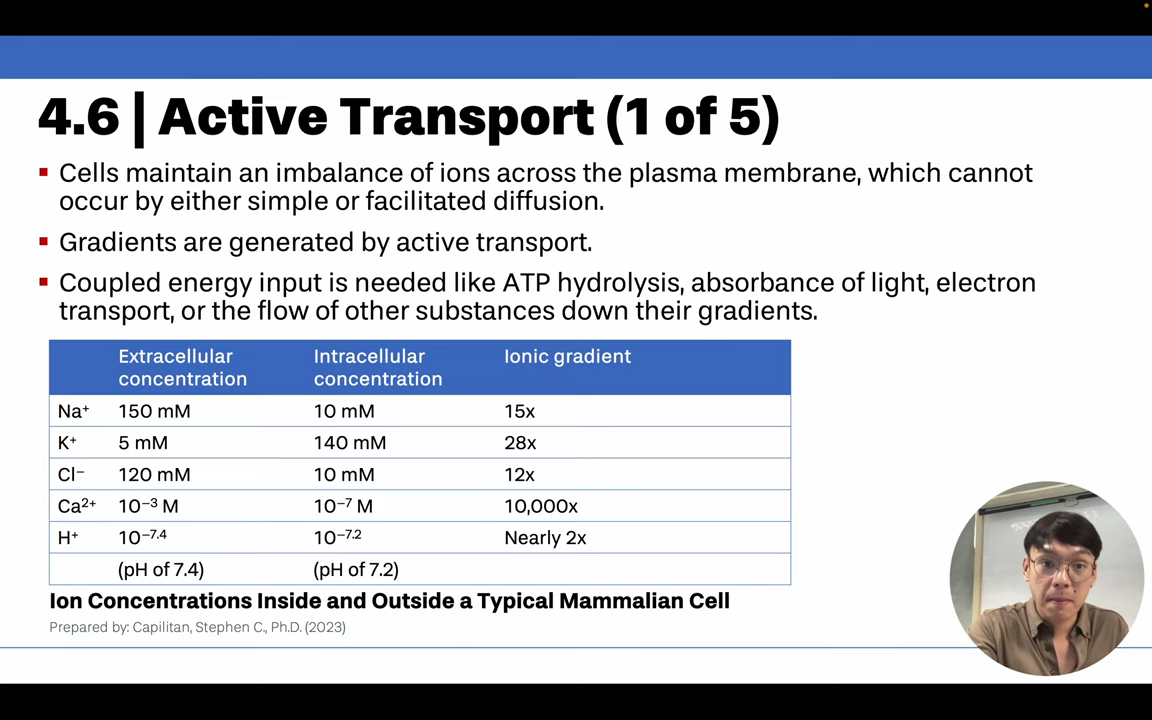 4.6 | Active Transport (1 of 5)
▪ Cells maintain an imbalance of ions across the plasma membrane, which cannot
occur by either simple or facilitated diffusion.
▪ Gradients are generated by active transport.
▪ Coupled energy input is needed like ATP hydrolysis, absorbance of light, electron
transport, or the flow of other substances down their gradients.
Extracellular concentration Intracellular concentration Ionic gradient
Na⁺ 150 mM 10 mM 15x
K⁺ 5 mM 140 mM 28x
Cl⁻ 120 mM 10 mM 12x
Ca²⁺ 10⁻³ M 10⁻⁷ M 10,000x
H⁺ 10⁻⁷·⁴ 10⁻⁷·² Nearly 2x
(pH of 7.4) (pH of 7.2)
Ion Concentrations Inside and Outside a Typical Mammalian Cell
Prepared by: Capilitan, Stephen C., Ph.D. (2023)